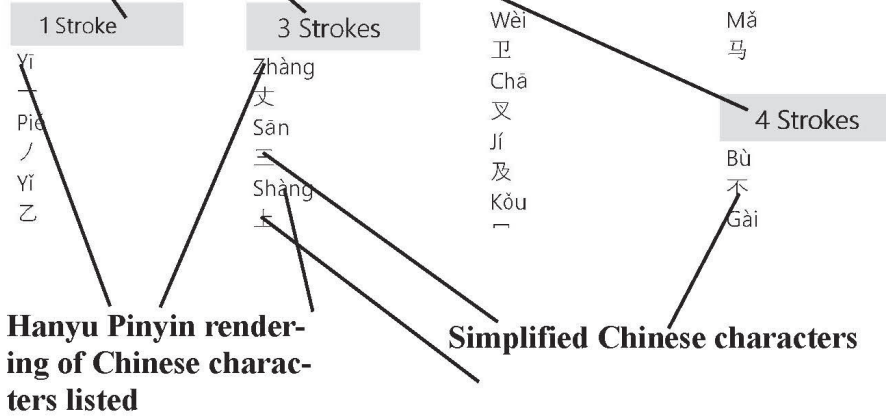 1 Stroke
Yī
一
Piě
丿
Yǐ
乙
3 Strokes
Zhàng
丈
Sān
三
Shàng
上
Wèi
卫
Chā
叉
Jí
及
Kǒu
Mǎ
马
4 Strokes
Bù
不
Gài
Hanyu Pinyin render-
ing of Chinese charac-
ters listed
Simplified Chinese characters